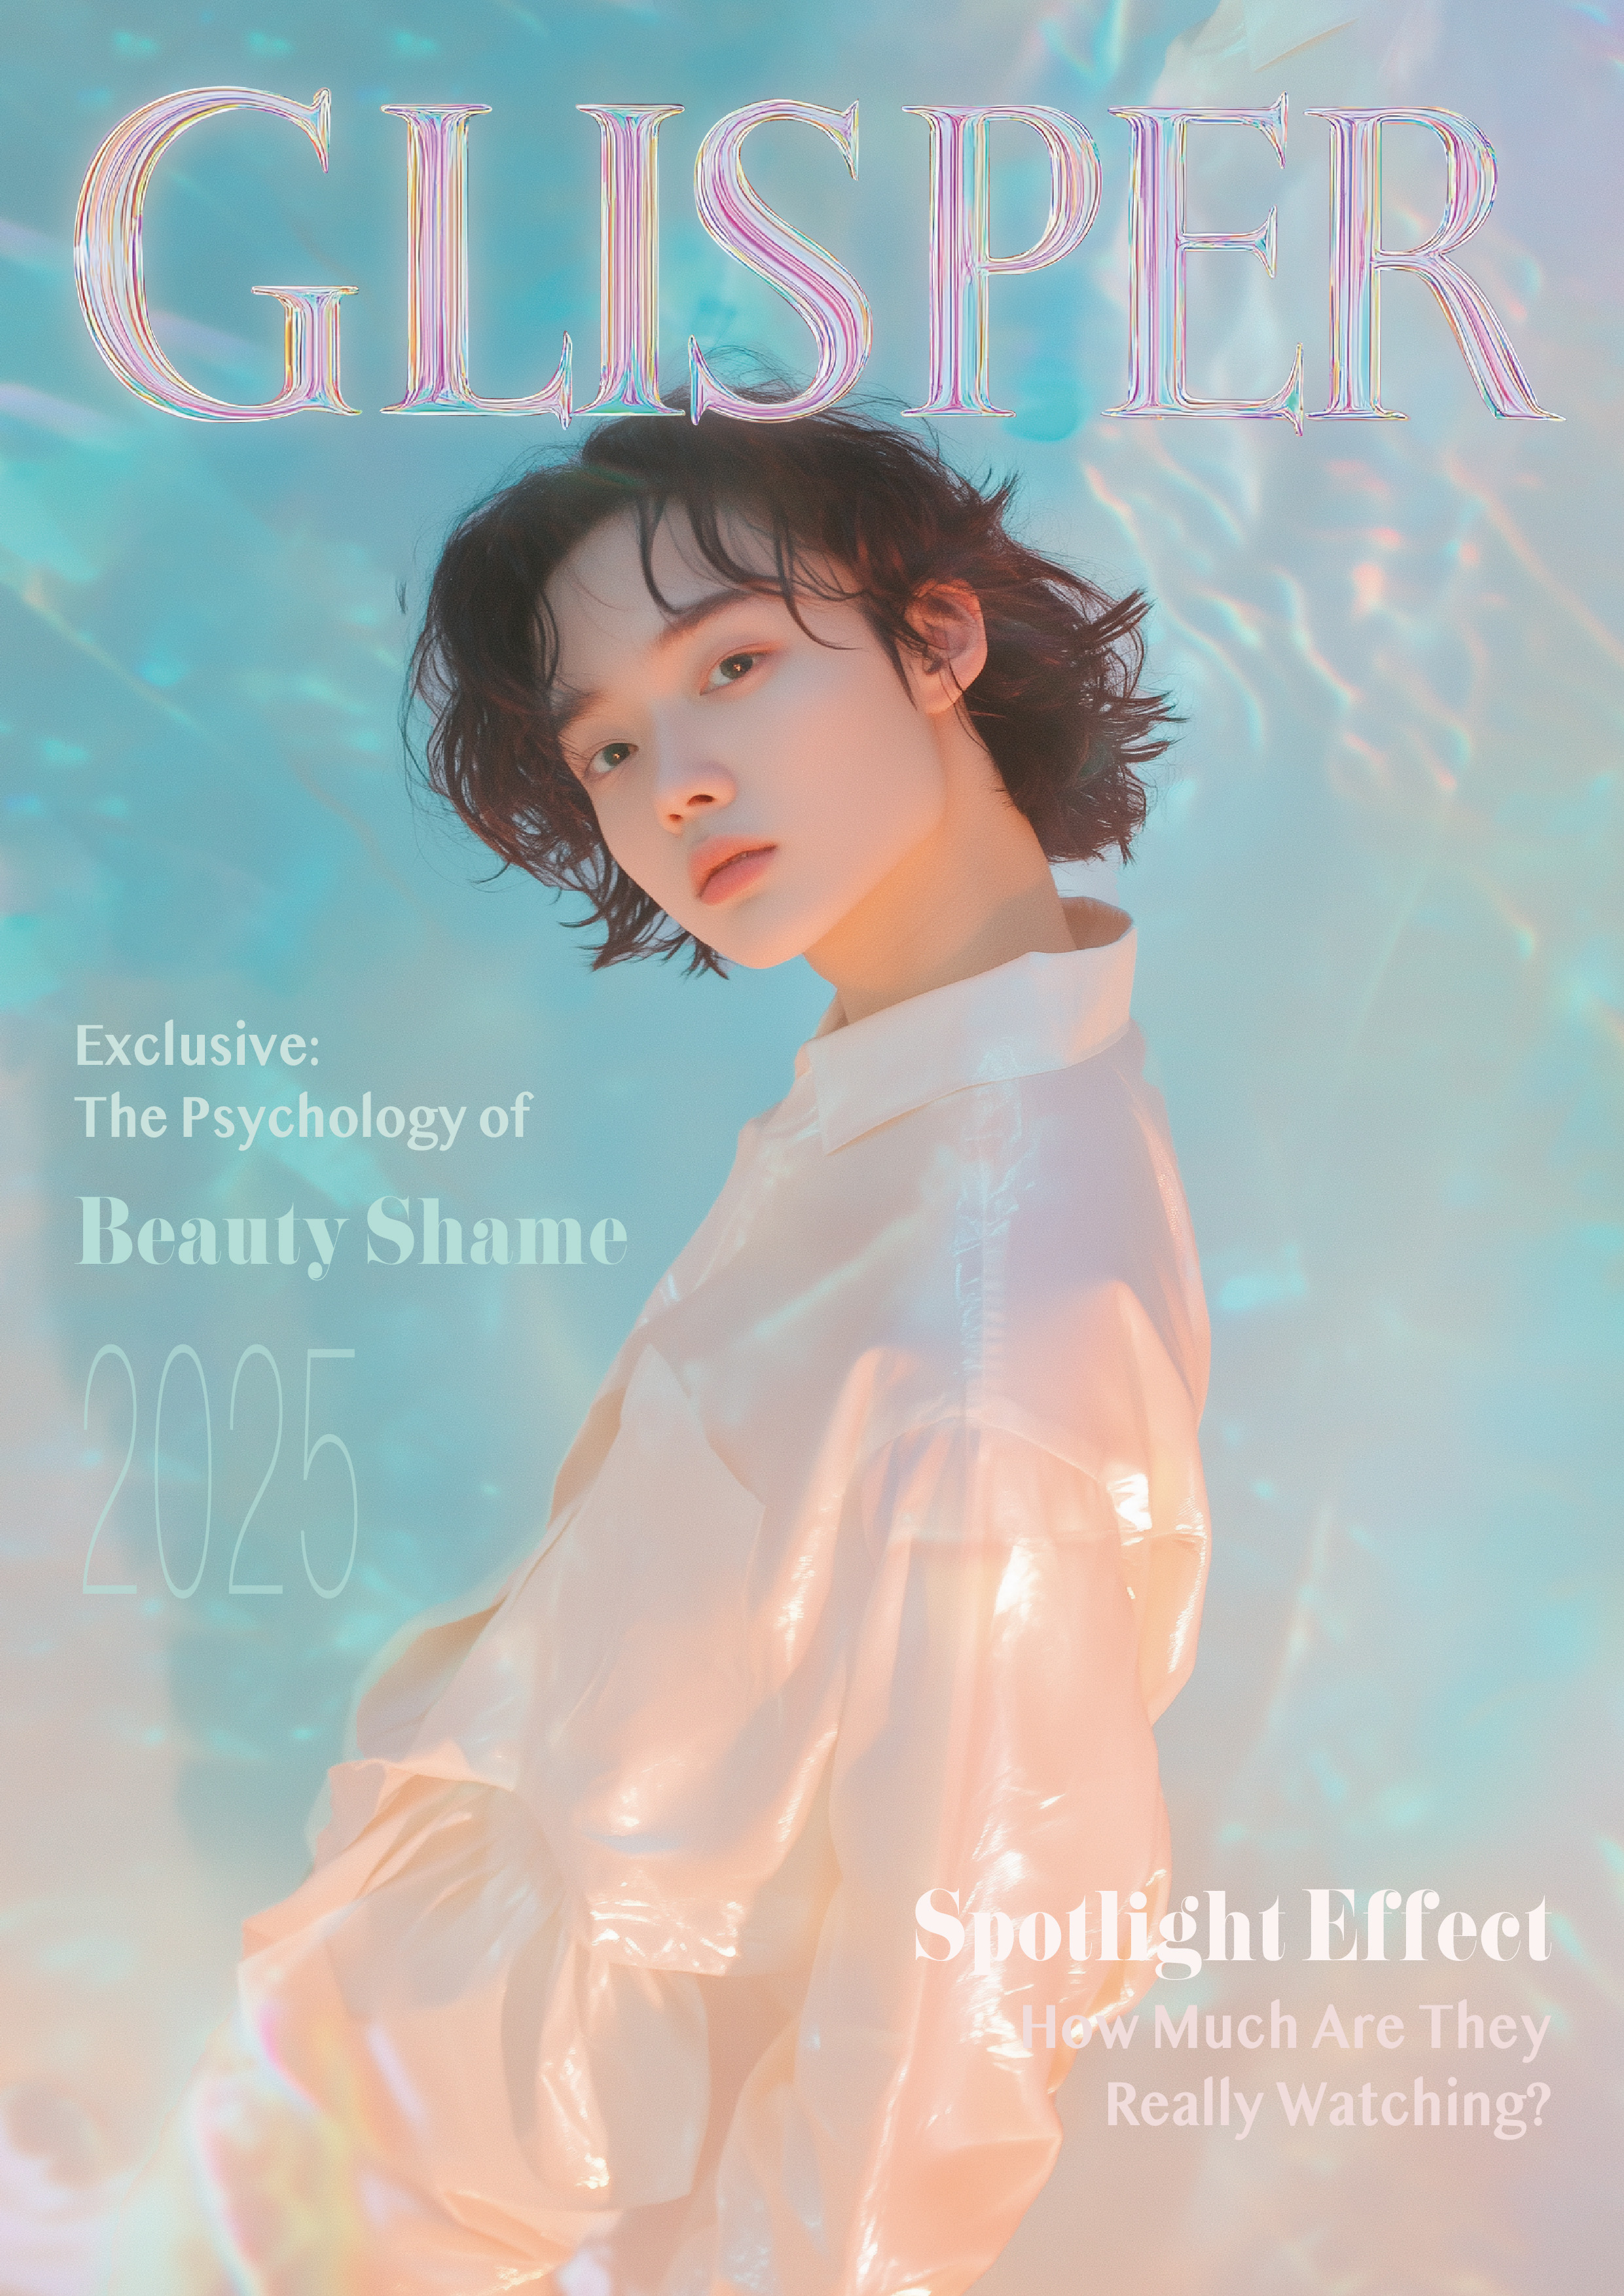 GLISPER
Exclusive:
The Psychology of
Beauty Shame
2025
Spotlight Effect
How Much Are They
Really Watching?